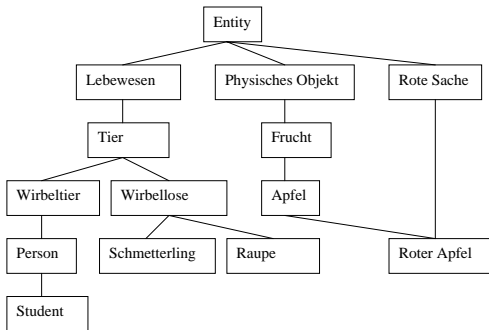 Entity
Lebewesen
Physisches Objekt
Rote Sache
Tier
Frucht
Wirbeltier
Wirbellose
Apfel
Person
Schmetterling
Raupe
Roter Apfel
Student